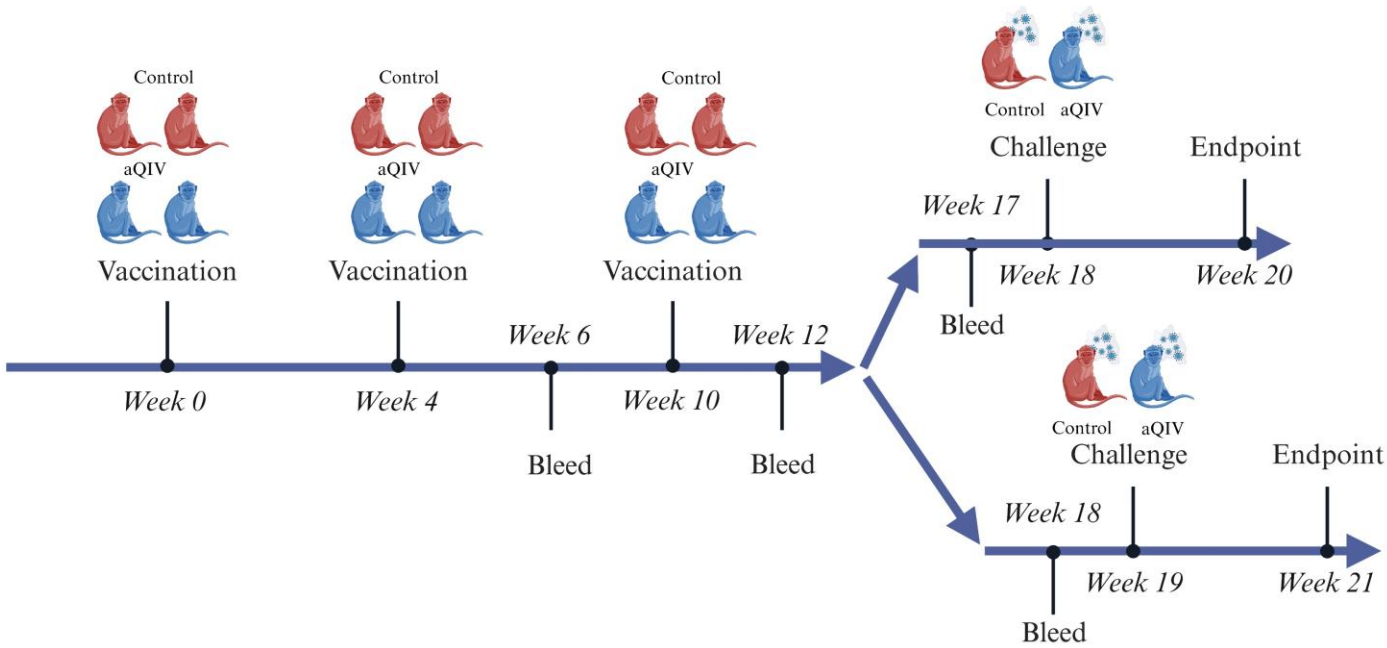 Control
aQIV
Vaccination
Week 0
Control
aQIV
Vaccination
Week 4
Week 6
Bleed
Control
aQIV
Vaccination
Week 10
Week 12
Bleed
Control aQIV
Challenge
Endpoint
Week 17
Week 18
Week 20
Bleed
Control aQIV
Challenge
Endpoint
Week 18
Week 19
Week 21
Bleed